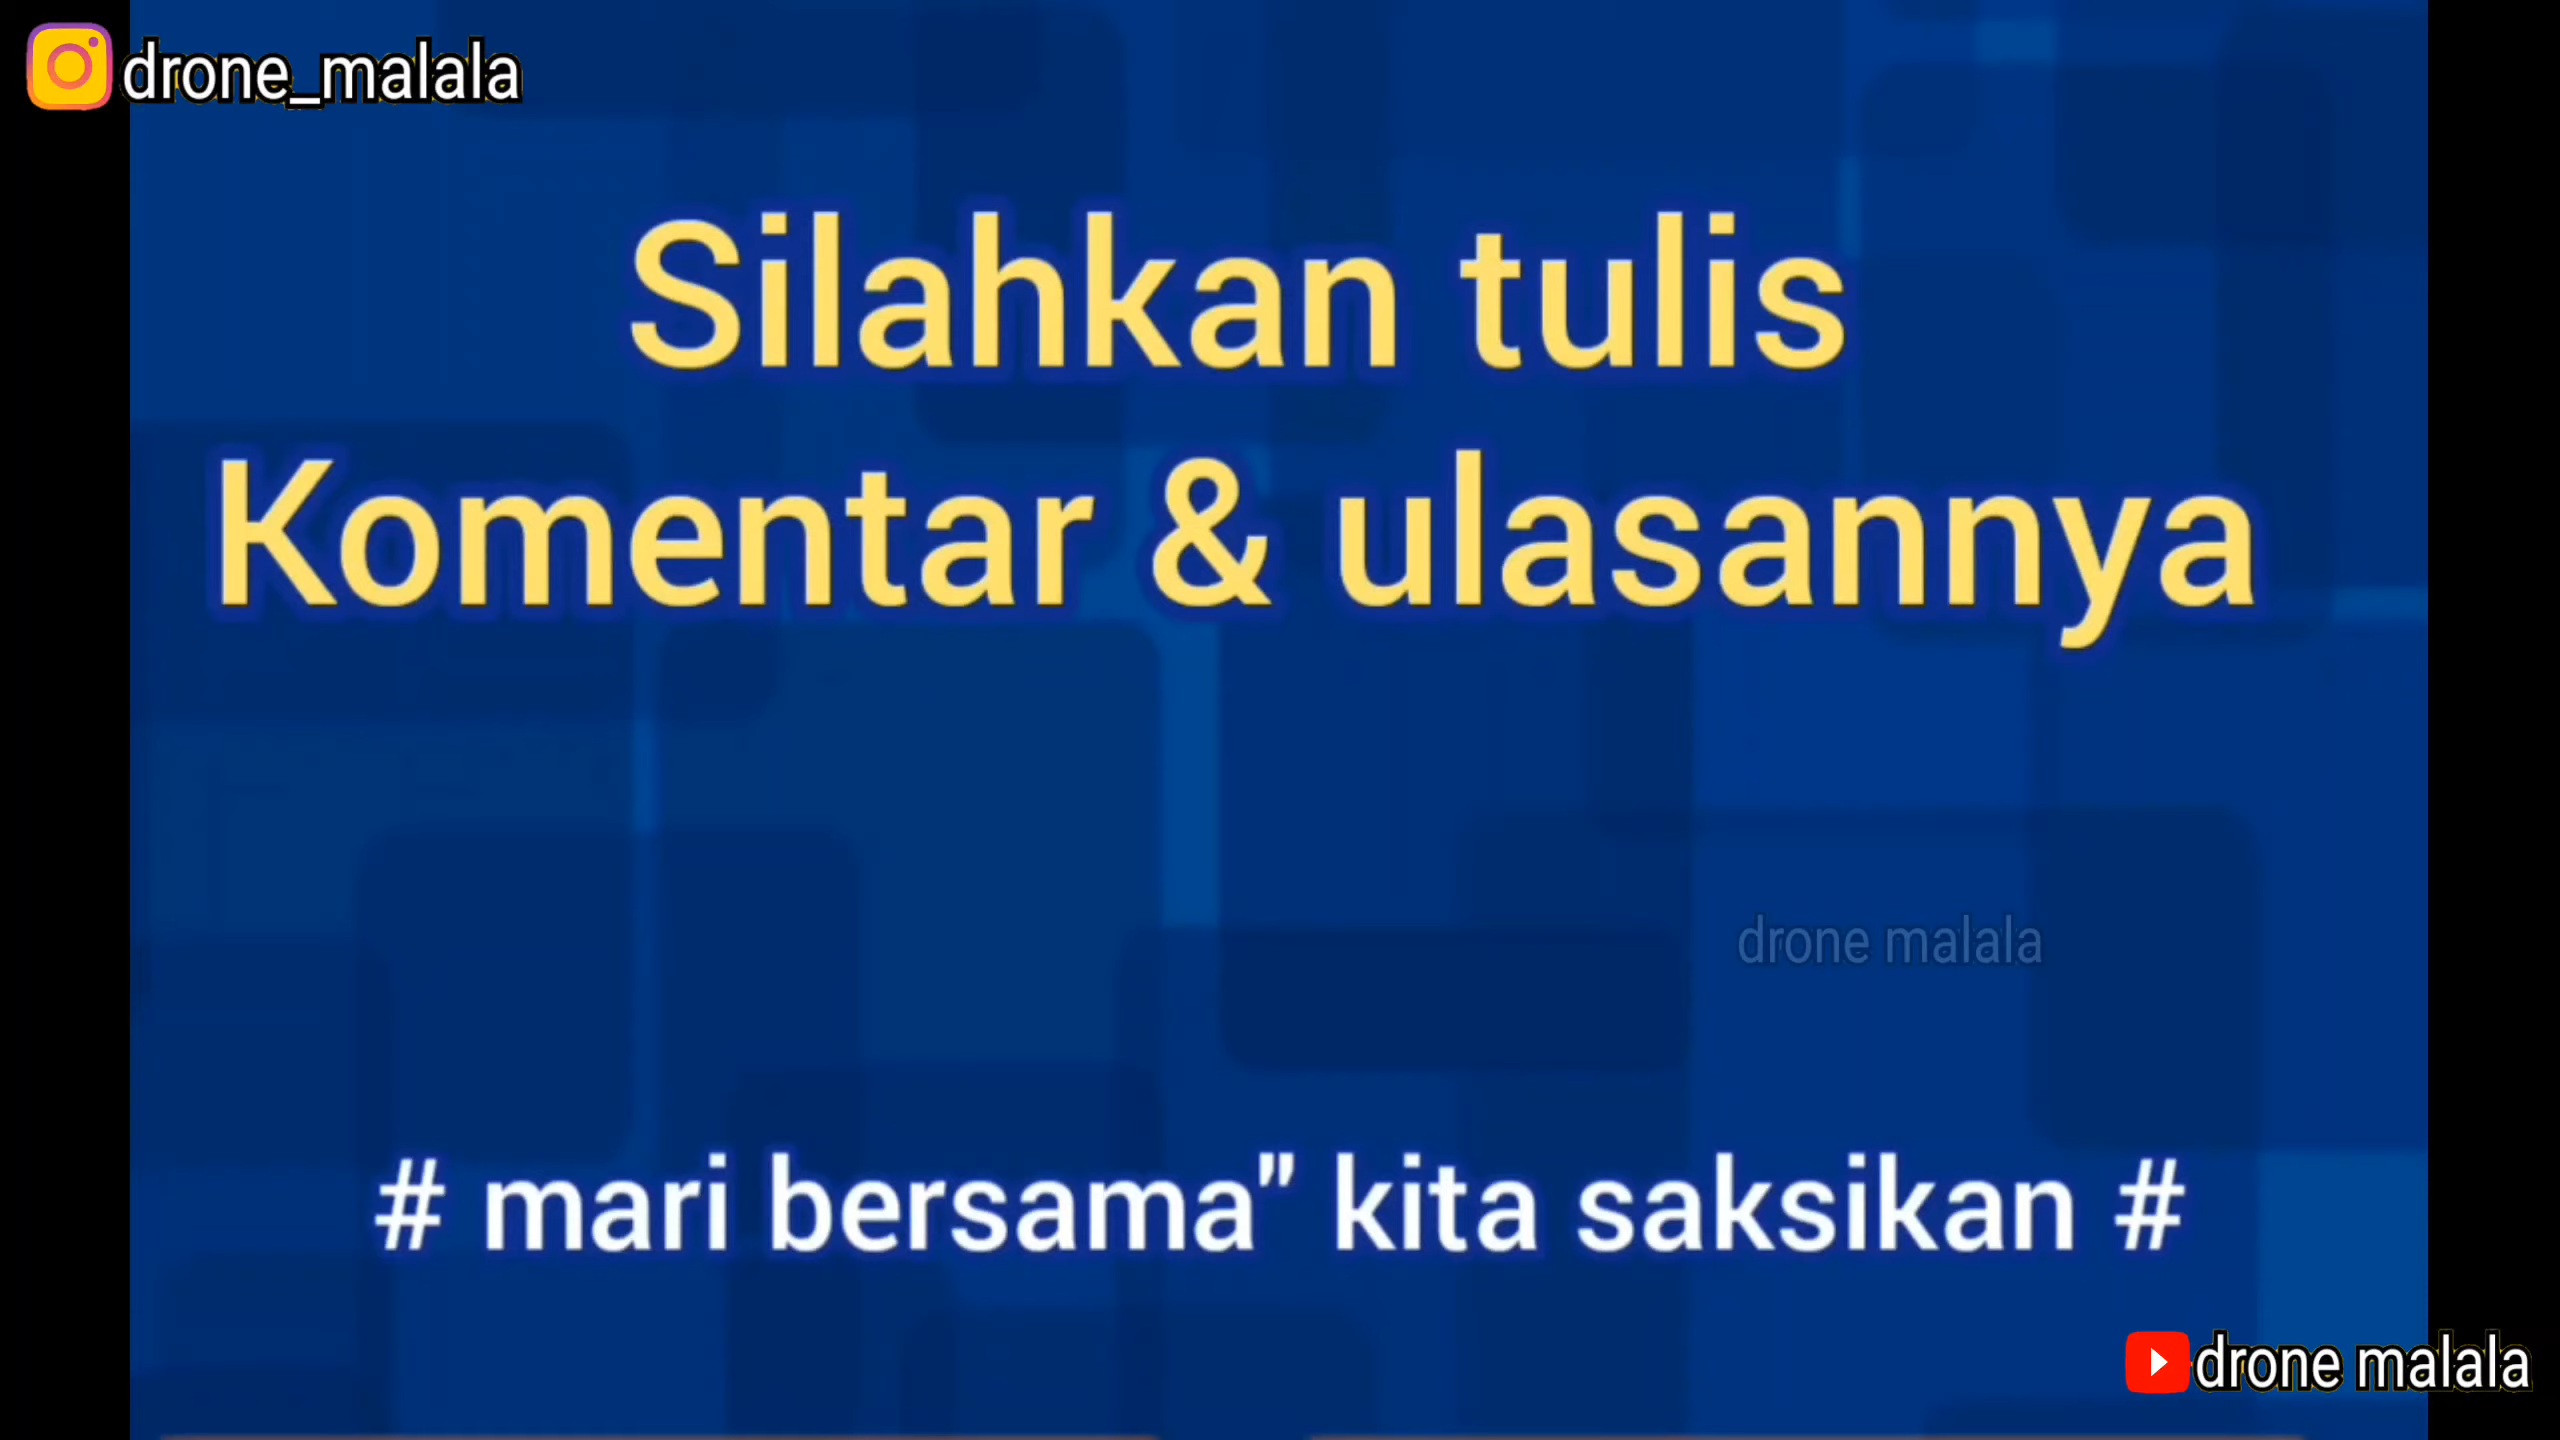 drone_malala
Silahkan tulis
Komentar & ulasannya
drone malala
# mari bersama" kita saksikan #
drone malala